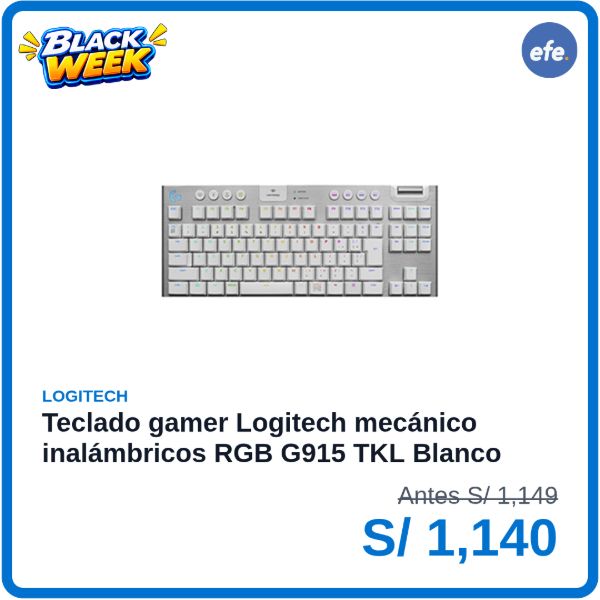 BLACK
WEEK
efe.
LOGITECH
Teclado gamer Logitech mecánico
inalámbricos RGB G915 TKL Blanco
Antes S/ 1,149
S/ 1,140